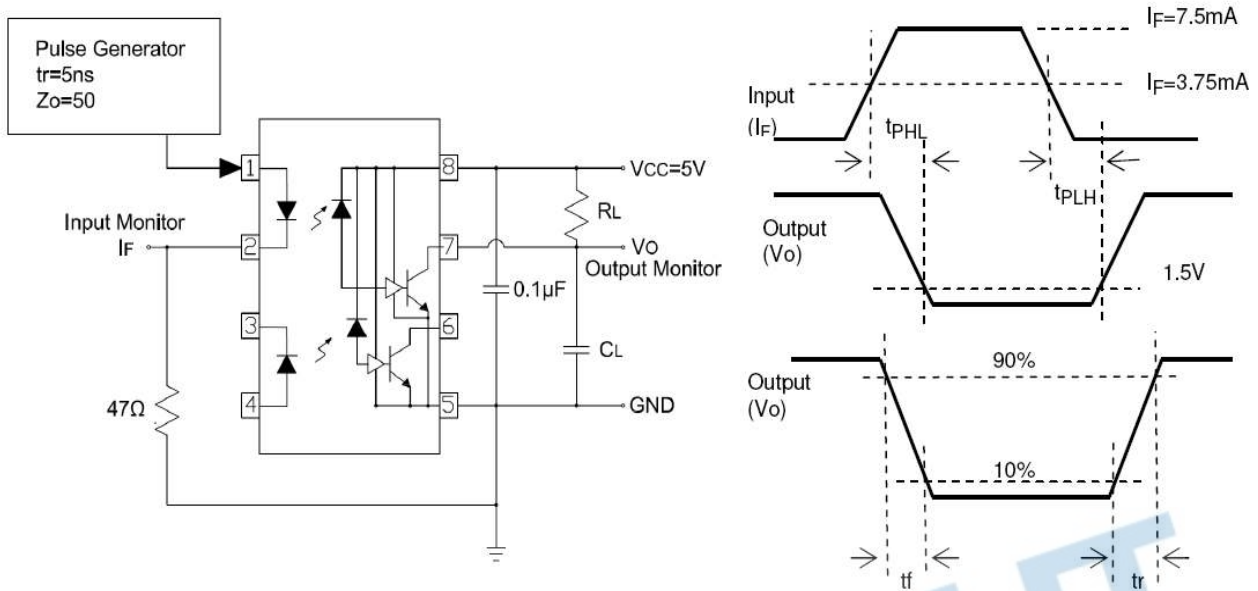 Pulse Generator
tr=5ns
Zo=50
1
2
3
4
8
7
6
5
Input Monitor
IF
47Ω
VCC=5V
RL
VO
Output Monitor
0.1µF
CL
GND
IF=7.5mA
IF=3.75mA
Input
(IF)
tPHL
tPLH
Output
(Vo)
1.5V
Output
(Vo)
90%
10%
tf
tr